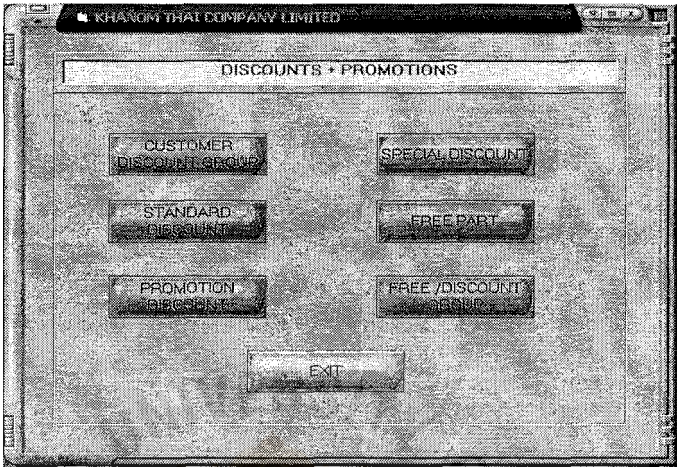 KHANOM THAI COMPANY LIMITED
DISCOUNTS + PROMOTIONS
CUSTOMER
DISCOUNT GROUP
SPECIAL DISCOUNT
STANDARD
DISCOUNT
FREE PART
PROMOTION
DISCOUNT
FREE /DISCOUNT
GROUP
EXIT